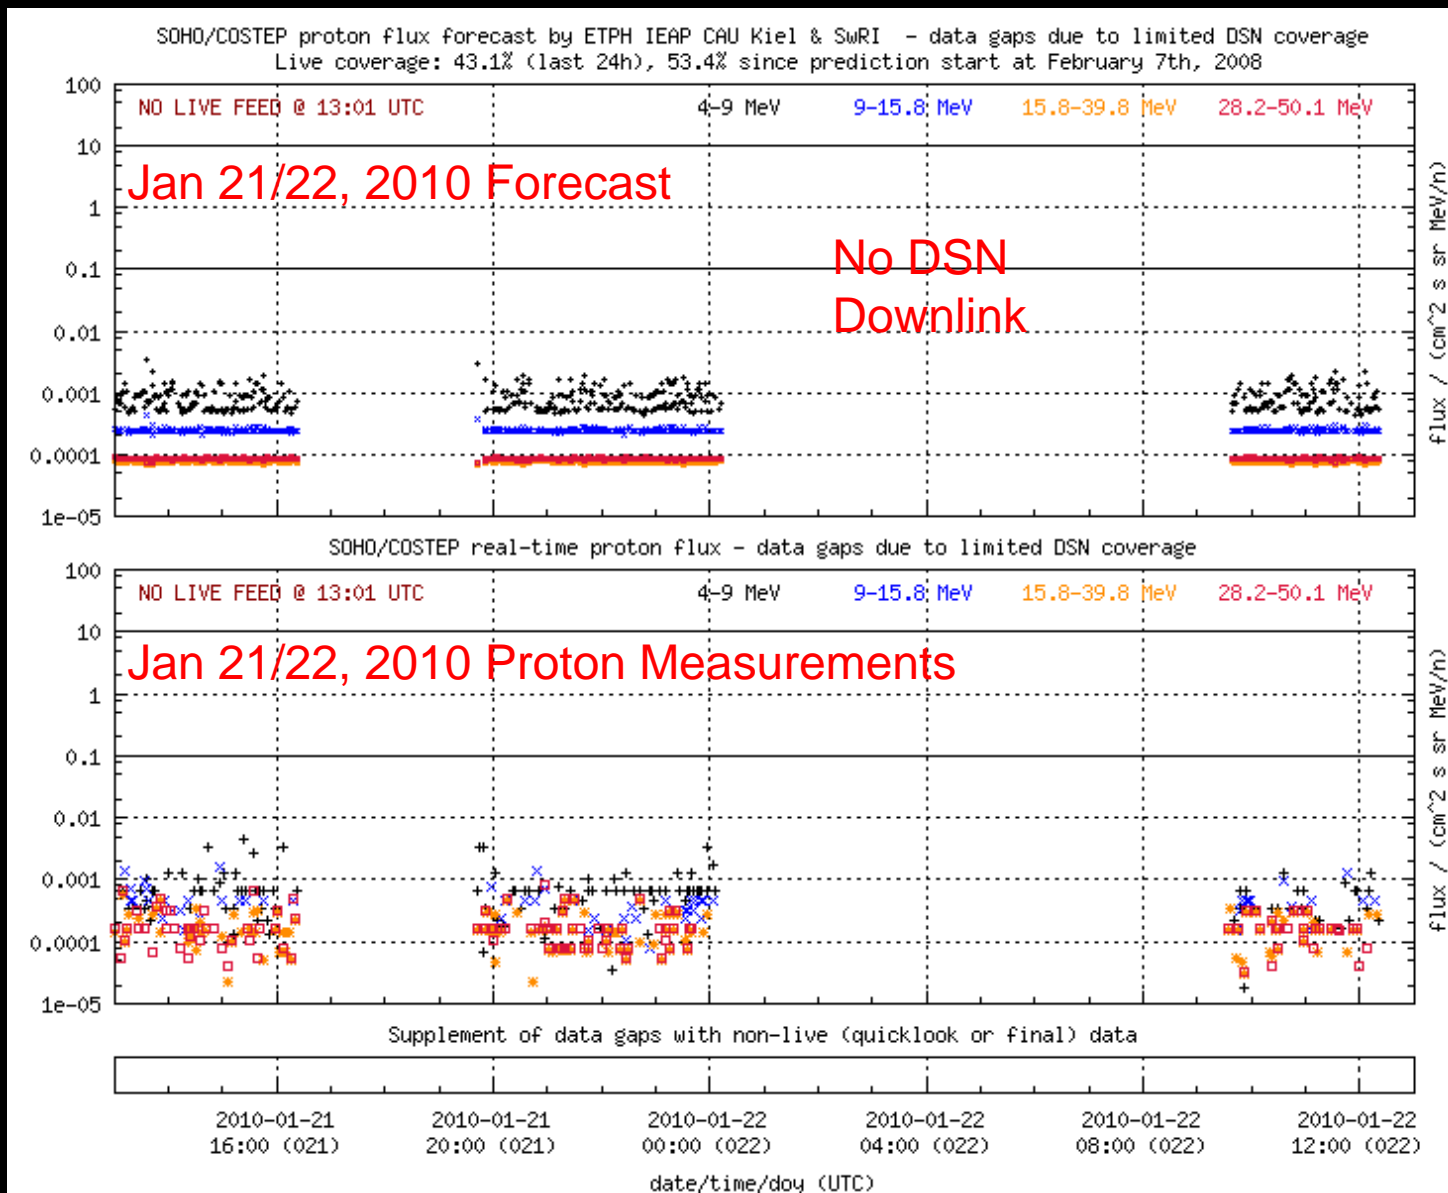 SOHO/COSTEP proton flux forecast by ETPH IEAP CAU Kiel & SwRI - data gaps due to limited DSN coverage
Live coverage: 43.1% (last 24h), 53.4% since prediction start at February 7th, 2008
NO LIVE FEED @ 13:01 UTC 4-9 MeV 9-15.8 MeV 15.8-39.8 MeV 28.2-50.1 MeV
Jan 21/22, 2010 Forecast
No DSN
Downlink
100
10
1
0.1
0.01
0.001
0.0001
1e-05
flux / (cm^2 s sr MeV/n)
SOHO/COSTEP real-time proton flux - data gaps due to limited DSN coverage
NO LIVE FEED @ 13:01 UTC 4-9 MeV 9-15.8 MeV 15.8-39.8 MeV 28.2-50.1 MeV
Jan 21/22, 2010 Proton Measurements
100
10
1
0.1
0.01
0.001
0.0001
1e-05
flux / (cm^2 s sr MeV/n)
Supplement of data gaps with non-live (quicklook or final) data
2010-01-21 2010-01-21 2010-01-22 2010-01-22 2010-01-22 2010-01-22
16:00 (021) 20:00 (021) 00:00 (022) 04:00 (022) 08:00 (022) 12:00 (022)
date/time/doy (UTC)